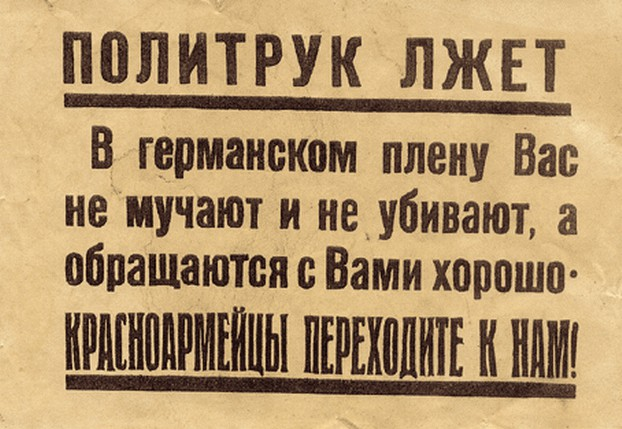 ПОЛИТРУК ЛЖЕТ
В германском плену Вас
не мучают и не убивают, а
обращаются с Вами хорошо.
КРАСНОАРМЕЙЦЫ ПЕРЕХОДИТЕ К НАМ!